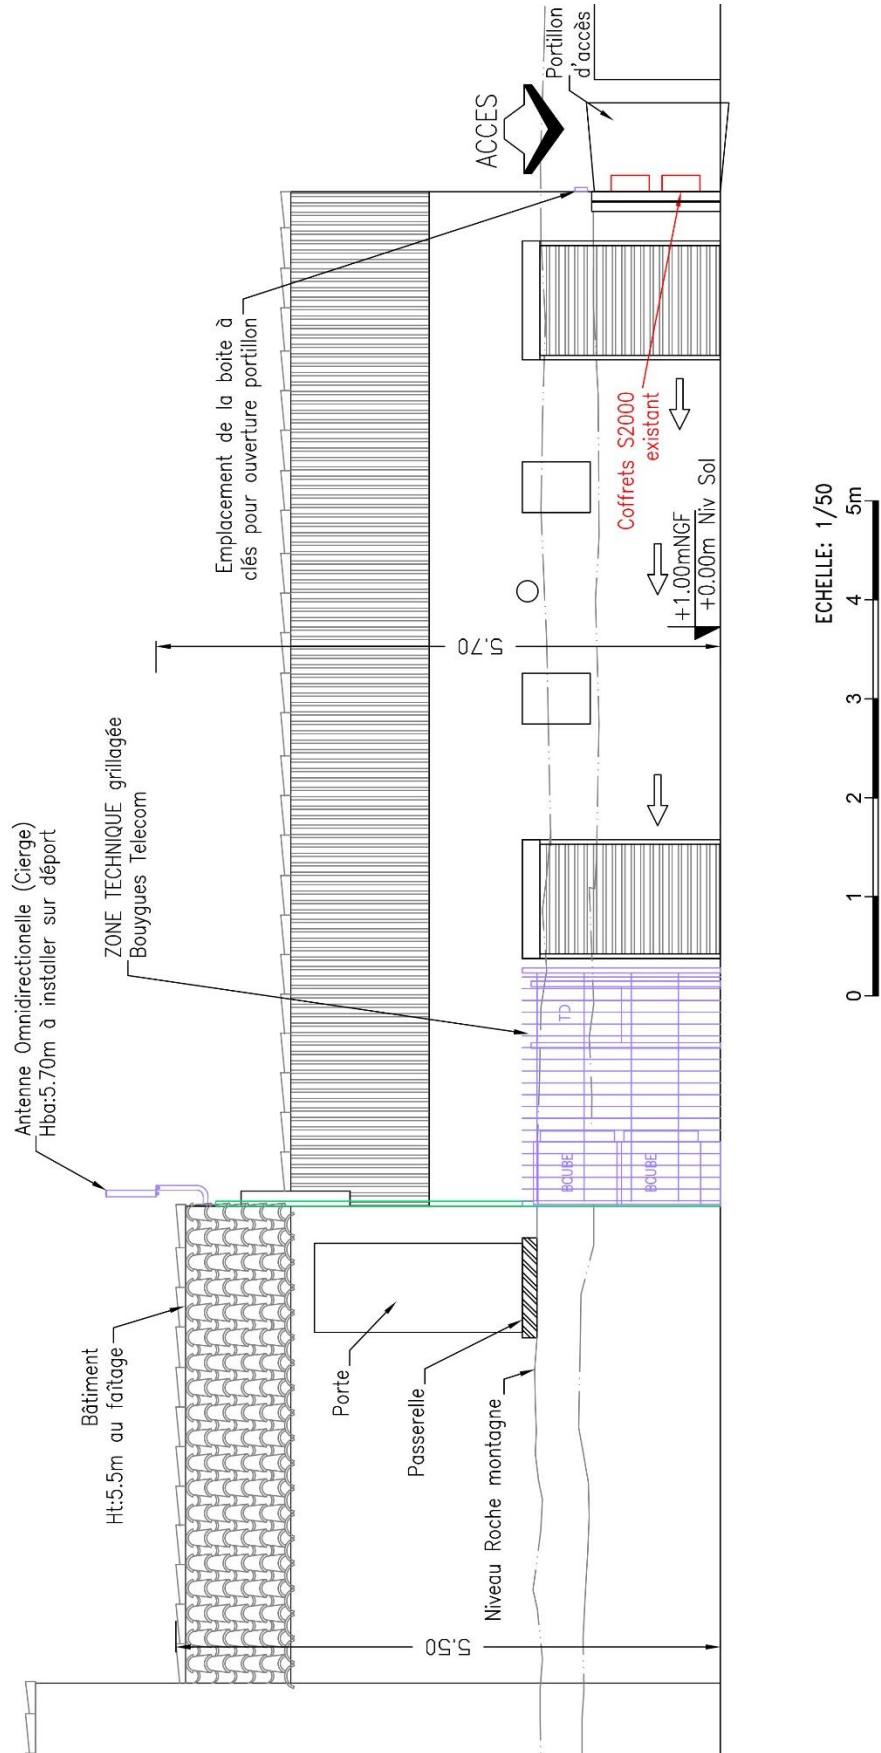 Antenne Omnidirectionelle (Cierge)
Hba:5.70m à installer sur déport
ZONE TECHNIQUE grillagée
Bouygues Telecom
Emplacement de la boite à
clés pour ouverture portillon
ACCES
Portillon
d'accès
Bâtiment
Ht:5.5m au faîtage
Porte
Passerelle
Niveau Roche montagne
5.50
5.70
BCUBE
BCUBE
TD
+1.00mNGF
+0.00m Niv Sol
Coffrets S2000
existant
ECHELLE: 1/50
0 1 2 3 4 5m